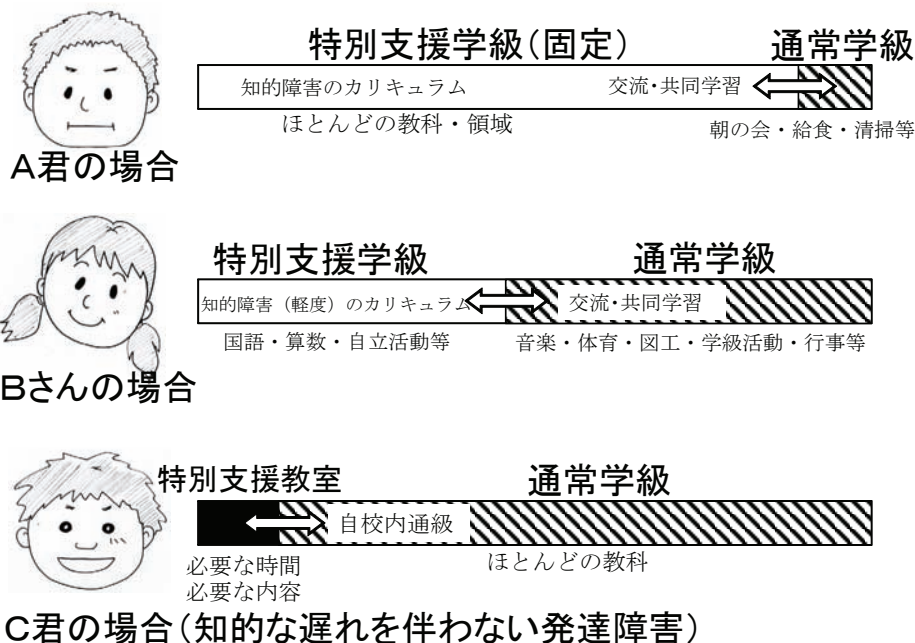 特別支援学級(固定)
通常学級
知的障害のカリキュラム
交流・共同学習
ほとんどの教科・領域
朝の会・給食・清掃等
A君の場合
特別支援学級
通常学級
知的障害（軽度）のカリキュラム
交流・共同学習
国語・算数・自立活動等
音楽・体育・図工・学級活動・行事等
Bさんの場合
特別支援教室
通常学級
自校内通級
必要な時間
必要な内容
ほとんどの教科
C君の場合(知的な遅れを伴わない発達障害)